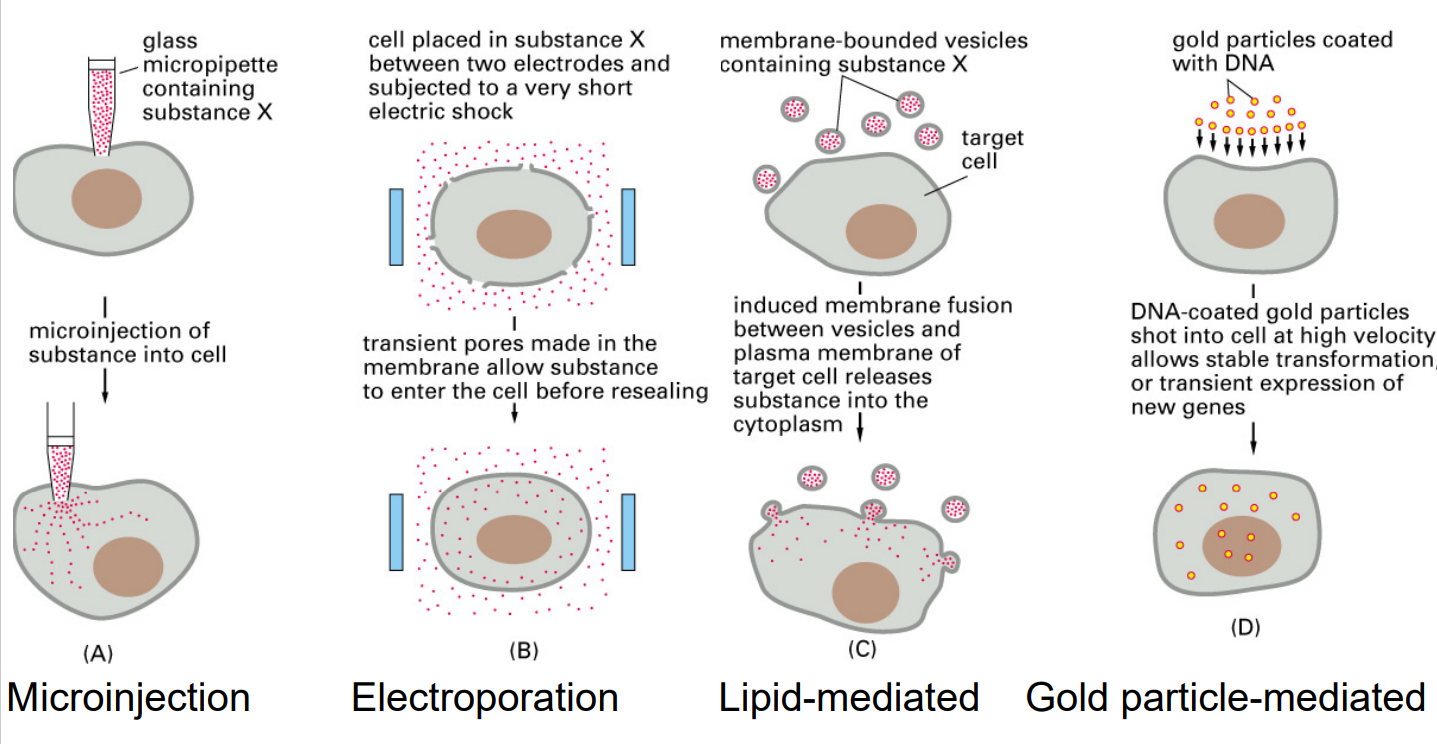 glass
micropipette
containing
substance X
microinjection of
substance into cell
(A)
Microinjection
cell placed in substance X
between two electrodes and
subjected to a very short
electric shock
transient pores made in the
membrane allow substance
to enter the cell before resealing
(B)
Electroporation
membrane-bounded vesicles
containing substance X
target
cell
induced membrane fusion
between vesicles and
plasma membrane of
target cell releases
substance into the
cytoplasm
(C)
Lipid-mediated
gold particles coated
with DNA
DNA-coated gold particles
shot into cell at high velocity
allows stable transformation,
or transient expression of
new genes
(D)
Gold particle-mediated